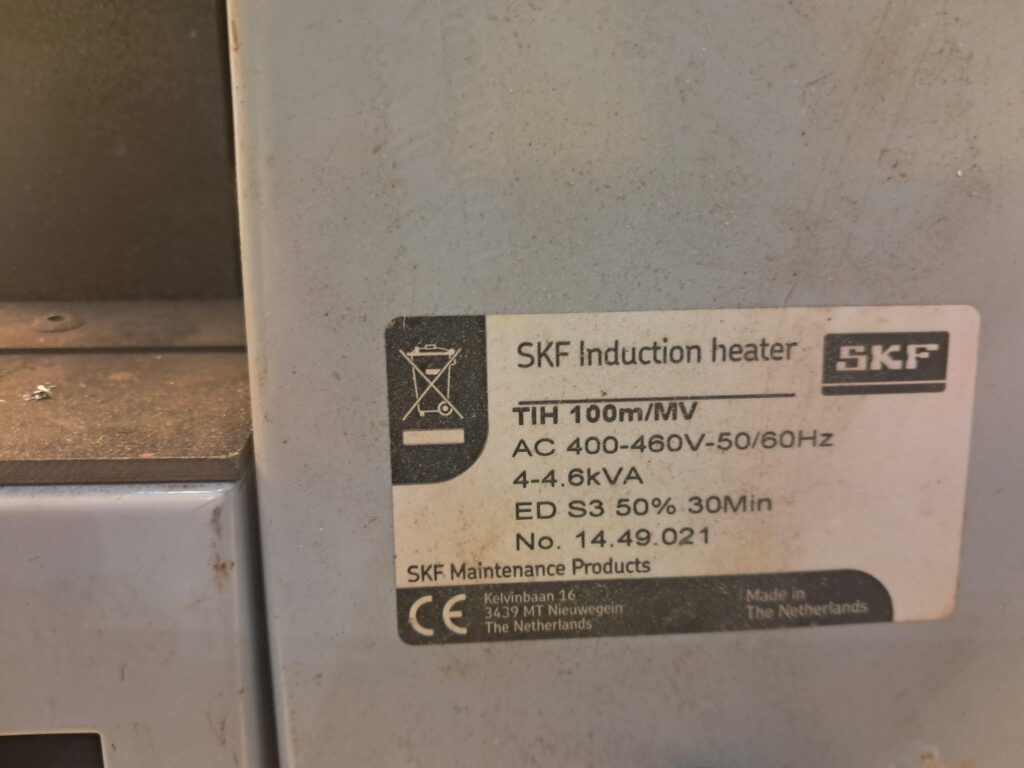 SKF Induction heater
SKF
TIH 100m/MV
AC 400-460V-50/60Hz
4-4.6kVA
ED S3 50% 30Min
No. 14.49.021
SKF Maintenance Products
CE
Kelvinbaan 16
3439 MT Nieuwegein
The Netherlands
Made in
The Netherlands